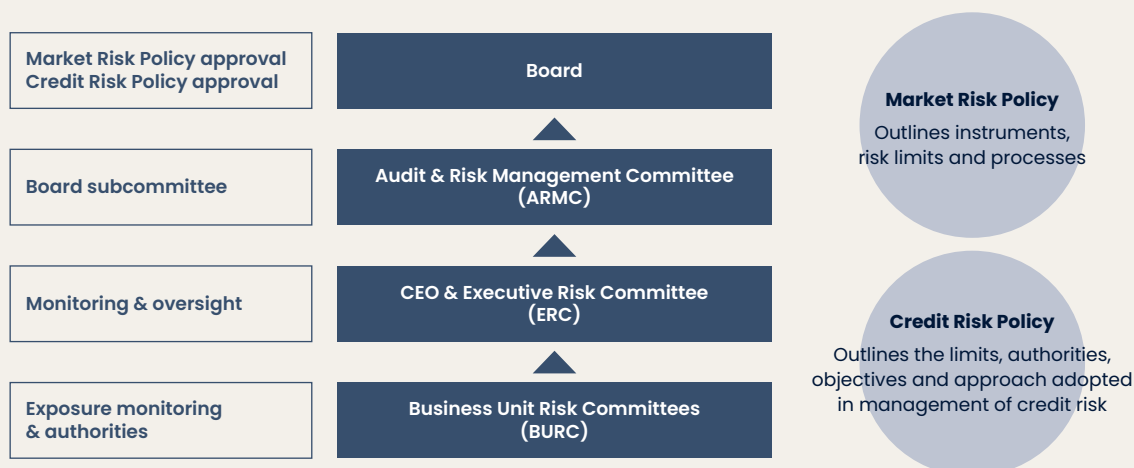 Market Risk Policy approval
Credit Risk Policy approval
Board
Board subcommittee
Audit & Risk Management Committee
(ARMC)
Monitoring & oversight
CEO & Executive Risk Committee
(ERC)
Exposure monitoring
& authorities
Business Unit Risk Committees
(BURC)
Market Risk Policy
Outlines instruments,
risk limits and processes
Credit Risk Policy
Outlines the limits, authorities,
objectives and approach adopted
in management of credit risk